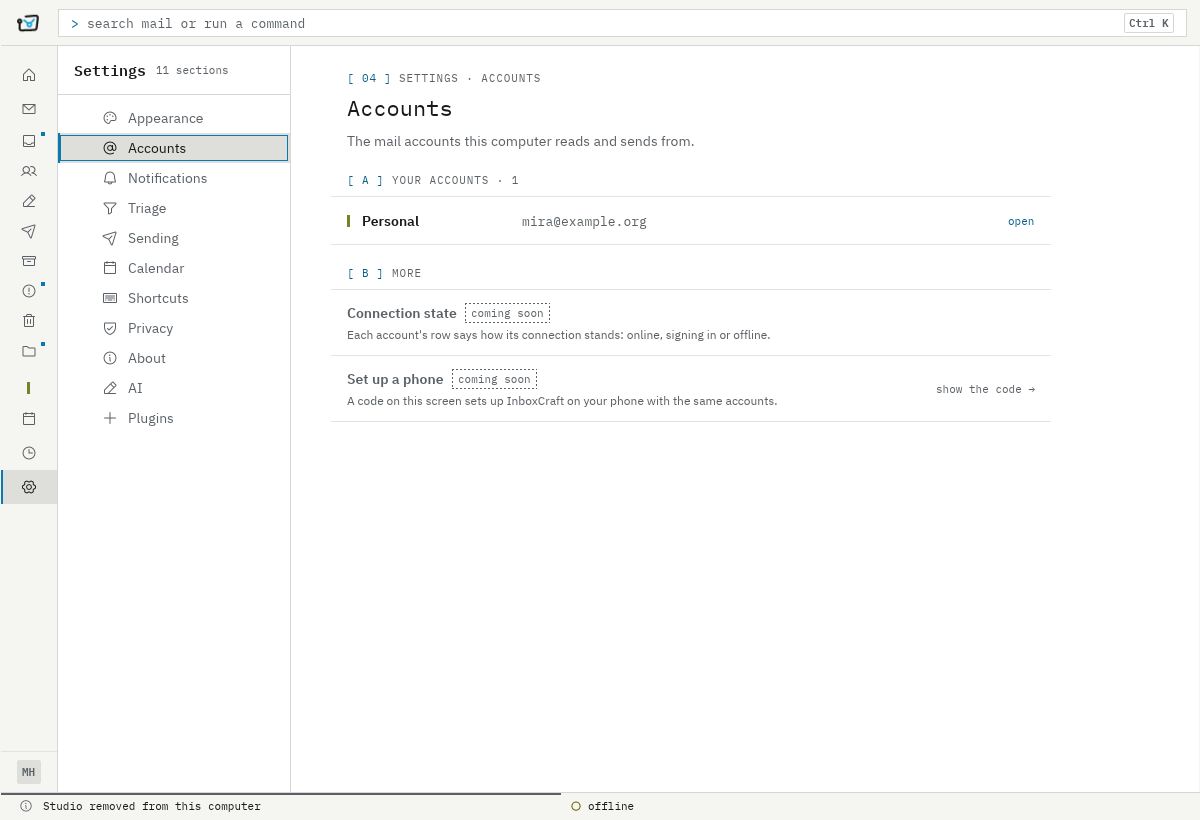 > search mail or run a command Ctrl K
Settings 11 sections
Appearance
Accounts
Notifications
Triage
Sending
Calendar
Shortcuts
Privacy
About
AI
Plugins
MH
[ 04 ] SETTINGS · ACCOUNTS
Accounts
The mail accounts this computer reads and sends from.
[ A ] YOUR ACCOUNTS · 1
Personal mira@example.org open
[ B ] MORE
Connection state coming soon
Each account's row says how its connection stands: online, signing in or offline.
Set up a phone coming soon
A code on this screen sets up InboxCraft on your phone with the same accounts.
show the code →
Studio removed from this computer
offline